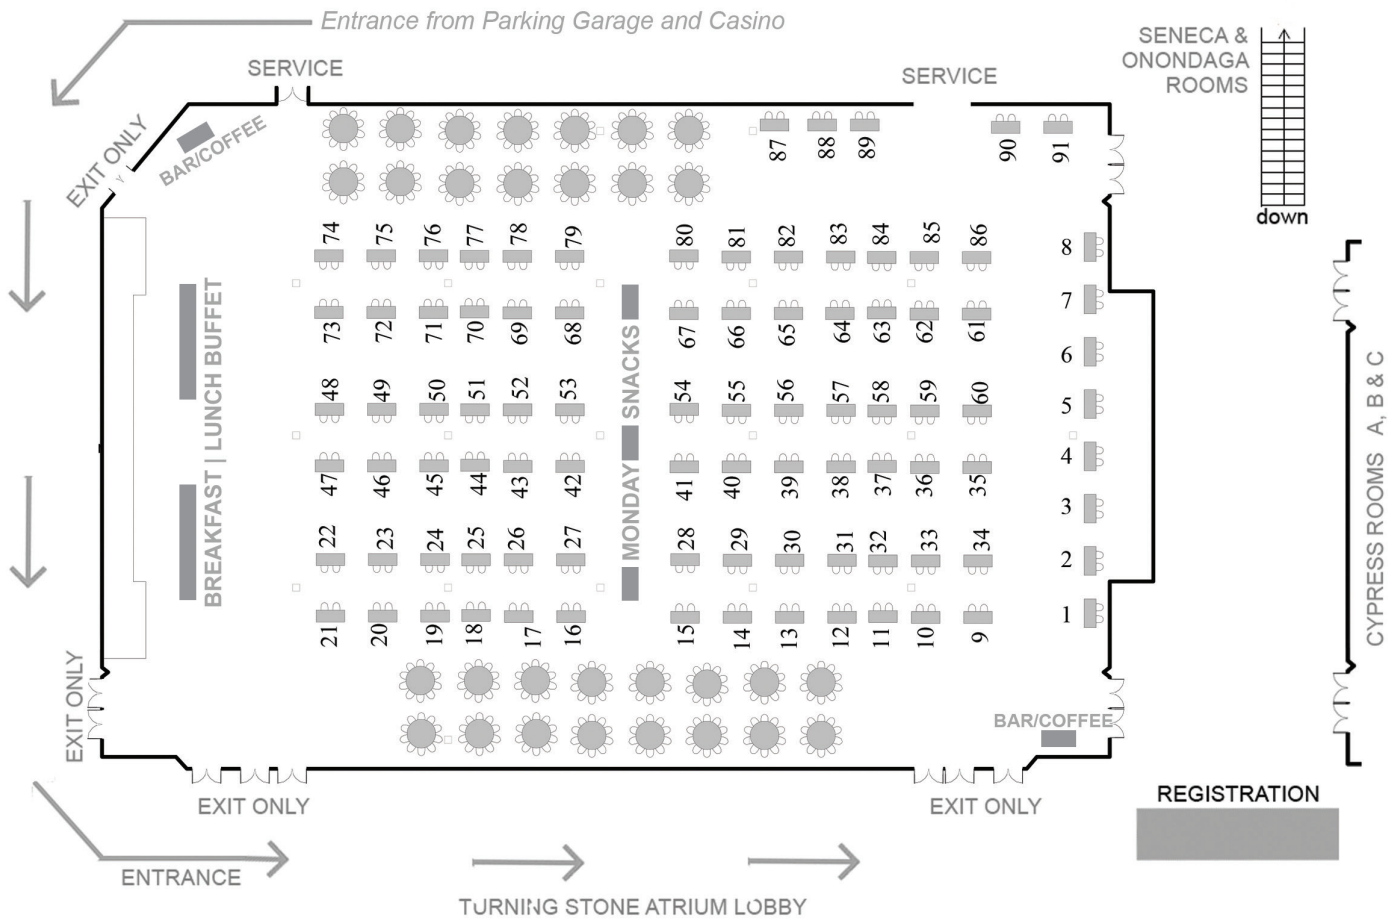 Entrance from Parking Garage and Casino
SENECA &
ONONDAGA
ROOMS
down
SERVICE
SERVICE
EXIT ONLY
BAR/COFFEE
87 88 89 90 91
74 75 76 77 78 79 80 81 82 83 84 85 86
73 72 71 70 69 68 67 66 65 64 63 62 61
48 49 50 51 52 53 54 55 56 57 58 59 60
47 46 45 44 43 42 41 40 39 38 37 36 35
22 23 24 25 26 27 28 29 30 31 32 33 34
21 20 19 18 17 16 15 14 13 12 11 10 9
8
7
6
5
4
3
2
1
BREAKFAST | LUNCH BUFFET
MONDAY SNACKS
CYPRESS ROOMS A, B & C
EXIT ONLY
BAR/COFFEE
EXIT ONLY
EXIT ONLY
REGISTRATION
ENTRANCE
TURNING STONE ATRIUM LOBBY